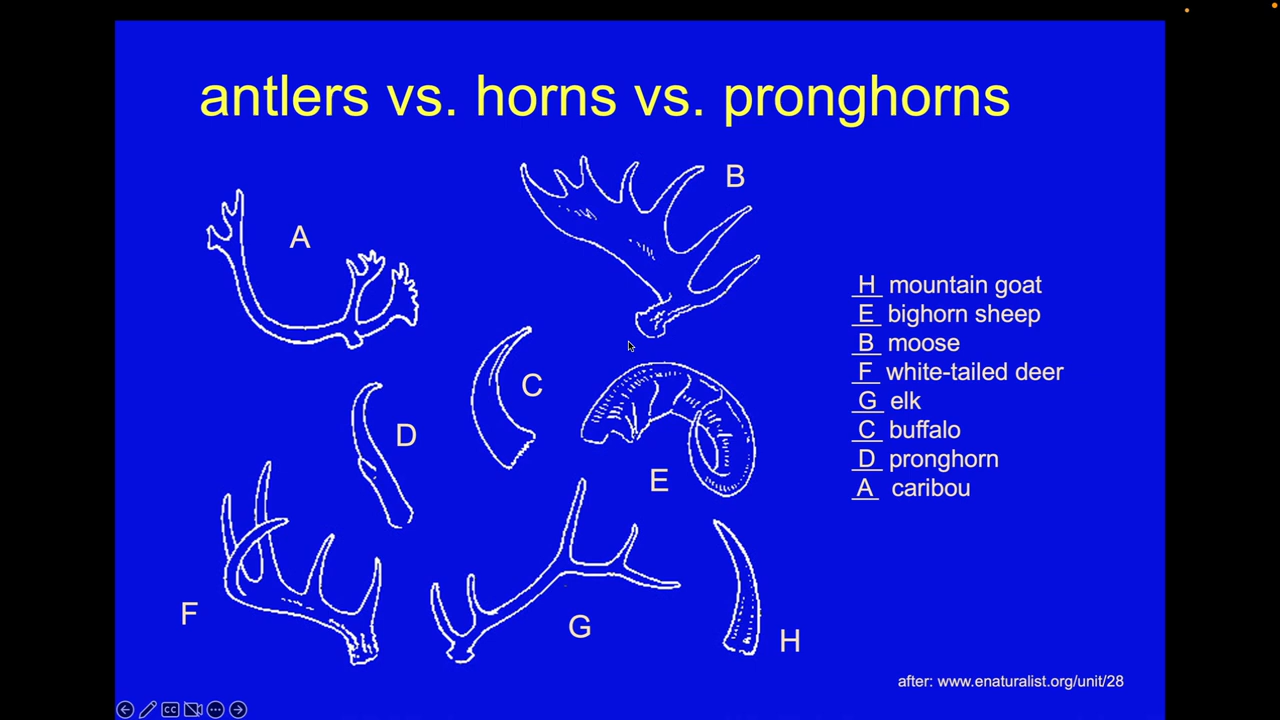 antlers vs. horns vs. pronghorns
A
B
C
D
E
F
G
H
H mountain goat
E bighorn sheep
B moose
F white-tailed deer
G elk
C buffalo
D pronghorn
A caribou
after: www.enaturalist.org/unit/28
CC